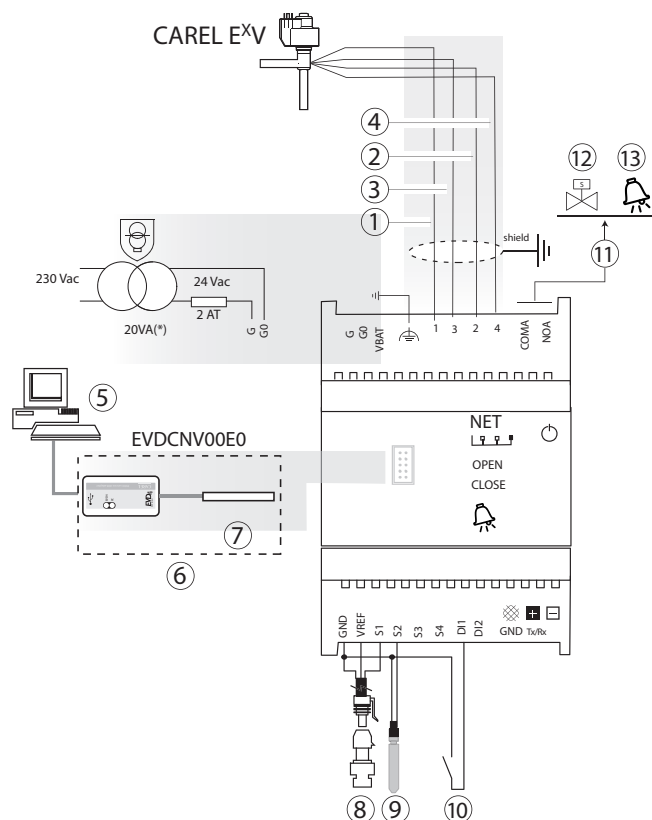 CAREL EXV
4
2
3
1
12
13
S
shield
11
230 Vac
24 Vac
2 AT
20VA(*)
G
G0
G
G0
VBAT
1
3
2
4
COMA
NOA
5
EVDCNV00E0
NET
OPEN
CLOSE
7
6
GND
VREF
S1
S2
S3
S4
DI1
DI2
GND
Tx/Rx
8
9
10